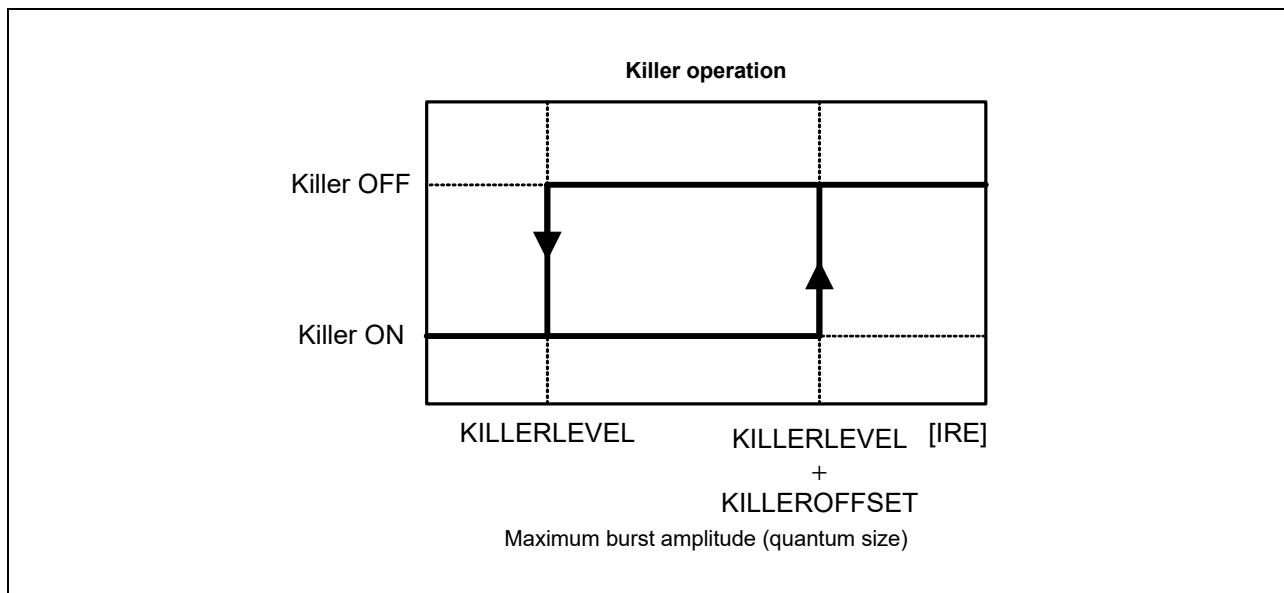 Killer operation
Killer OFF
Killer ON
KILLERLEVEL
KILLERLEVEL
+
KILLEROFFSET
[IRE]
Maximum burst amplitude (quantum size)